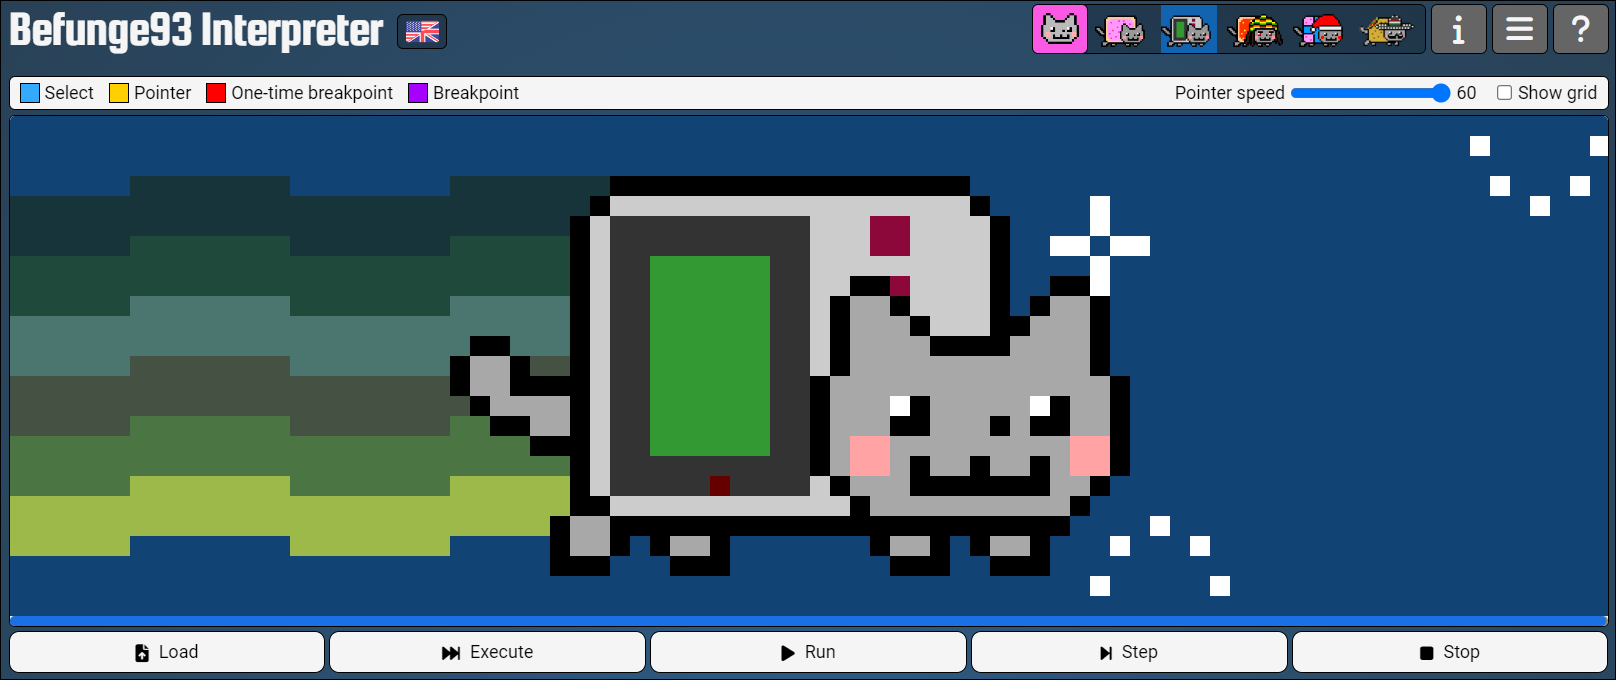 Befunge93 Interpreter
i ?
Select Pointer One-time breakpoint Breakpoint Pointer speed 60 Show grid
Load Execute Run Step Stop